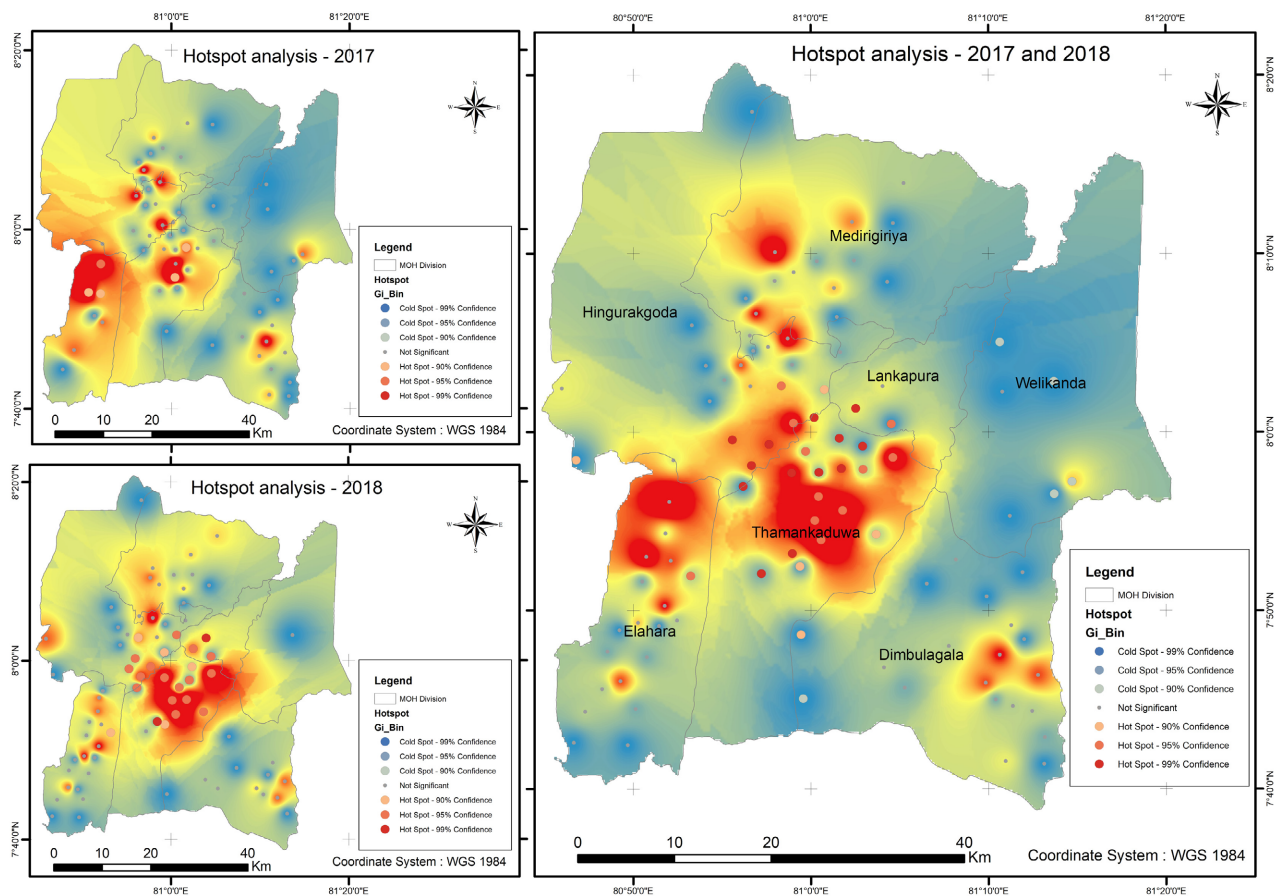 81°0'0"E
81°20'0"E
Hotspot analysis - 2017
N
W
E
S
8°20'0"N
8°0'0"N
7°40'0"N
Legend
MOH Division
Hotspot
Gi_Bin
Cold Spot - 99% Confidence
Cold Spot - 95% Confidence
Cold Spot - 90% Confidence
Not Significant
Hot Spot - 90% Confidence
Hot Spot - 95% Confidence
Hot Spot - 99% Confidence
0 10 20 40
Km
Coordinate System : WGS 1984
Hotspot analysis - 2018
N
W
E
S
8°20'0"N
8°0'0"N
7°40'0"N
Legend
MOH Division
Hotspot
Gi_Bin
Cold Spot - 99% Confidence
Cold Spot - 95% Confidence
Cold Spot - 90% Confidence
Not Significant
Hot Spot - 90% Confidence
Hot Spot - 95% Confidence
Hot Spot - 99% Confidence
0 10 20 40
Km
Coordinate System : WGS 1984
81°0'0"E
81°20'0"E
80°50'0"E
81°0'0"E
81°10'0"E
81°20'0"E
Hotspot analysis - 2017 and 2018
N
W
E
S
8°20'0"N
8°10'0"N
8°0'0"N
7°50'0"N
7°40'0"N
Medirigiriya
Hingurakgoda
Lankapura
Welikanda
Thamankaduwa
Elahara
Dimbulagala
Legend
MOH Division
Hotspot
Gi_Bin
Cold Spot - 99% Confidence
Cold Spot - 95% Confidence
Cold Spot - 90% Confidence
Not Significant
Hot Spot - 90% Confidence
Hot Spot - 95% Confidence
Hot Spot - 99% Confidence
0 10 20 40
Km
Coordinate System : WGS 1984
80°50'0"E
81°0'0"E
81°10'0"E
81°20'0"E